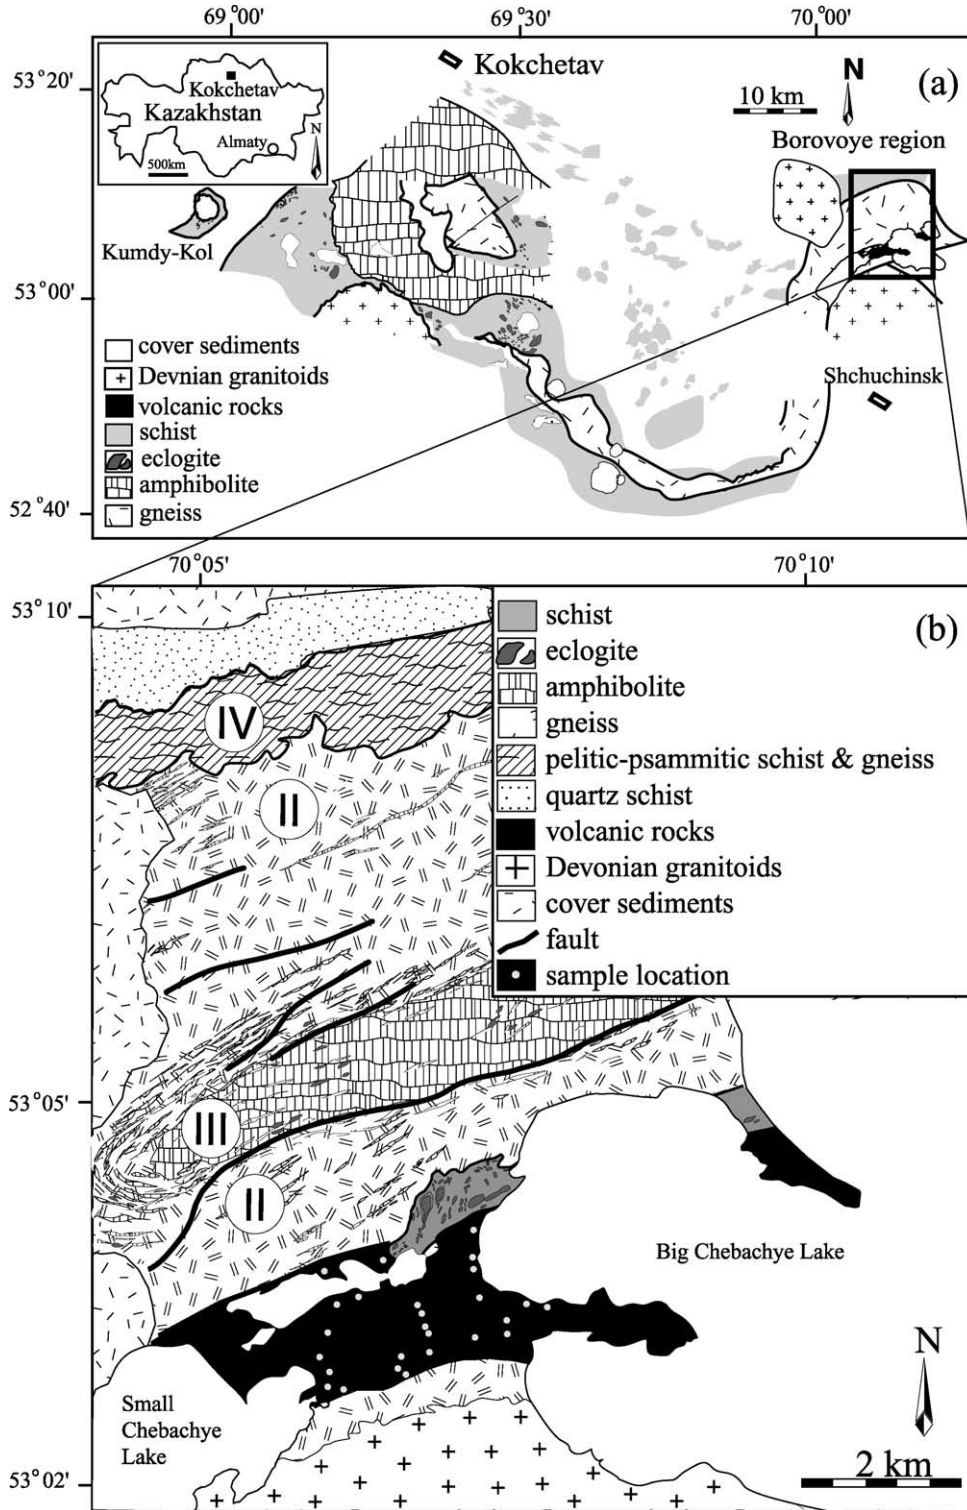 69°00'
69°30'
70°00'
53°20'
Kokchetav
N
(a)
10 km
Borovoye region
Kokchetav
Kazakhstan
Almaty
N
500km
Kumdy-Kol
53°00'
cover sediments
Devnian granitoids
volcanic rocks
schist
eclogite
amphibolite
gneiss
Shchuchinsk
52°40'
70°05'
70°10'
53°10'
(b)
schist
eclogite
amphibolite
gneiss
pelitic-psammitic schist & gneiss
quartz schist
volcanic rocks
Devonian granitoids
cover sediments
fault
sample location
IV
II
53°05'
III
II
Big Chebachye Lake
Small
Chebachye
Lake
N
2 km
53°02'